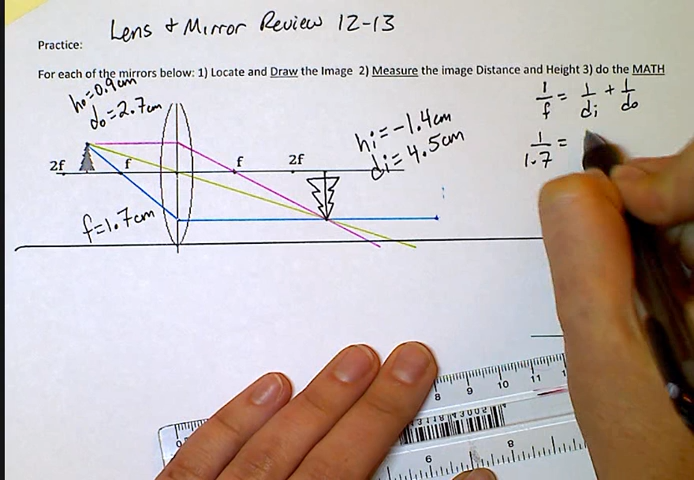 Lens & Mirror Review 12-13
Practice:
For each of the mirrors below: 1) Locate and Draw the Image 2) Measure the image Distance and Height 3) do the MATH
ho=0.9cm
do=2.7cm
1/f = 1/di + 1/do
1/1.7 =
hi=-1.4cm
di=4.5cm
2f f f 2f
f=1.7cm
8 9 10 11
6 8